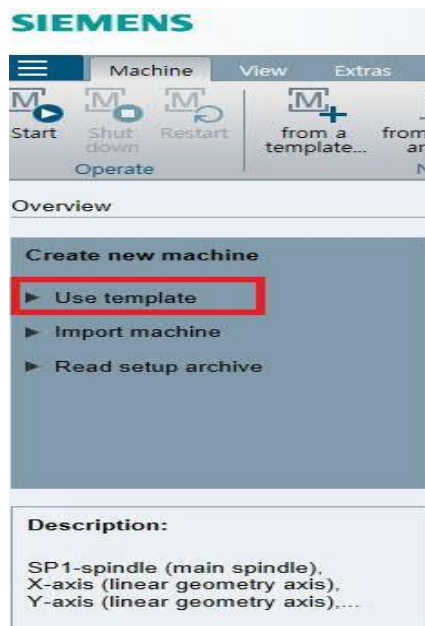 SIEMENS
Machine View Extras
Start Shut down Restart from a template... from
Operate
Overview
Create new machine
► Use template
► Import machine
► Read setup archive
Description:
SP1-spindle (main spindle),
X-axis (linear geometry axis),
Y-axis (linear geometry axis),...